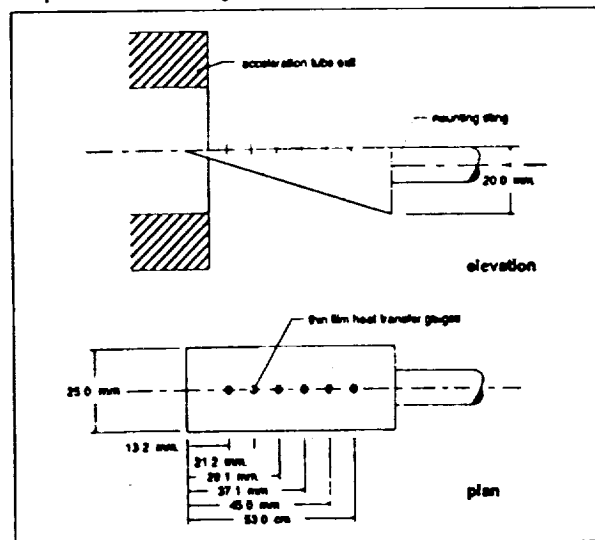 acceleration tube exit
mounting sting
20.0 mm.
elevation
thin film heat transfer gauges
25.0 mm
13.2 mm.
21.2 mm.
29.1 mm
37.1 mm
45.0 mm
53.0 cm
plan